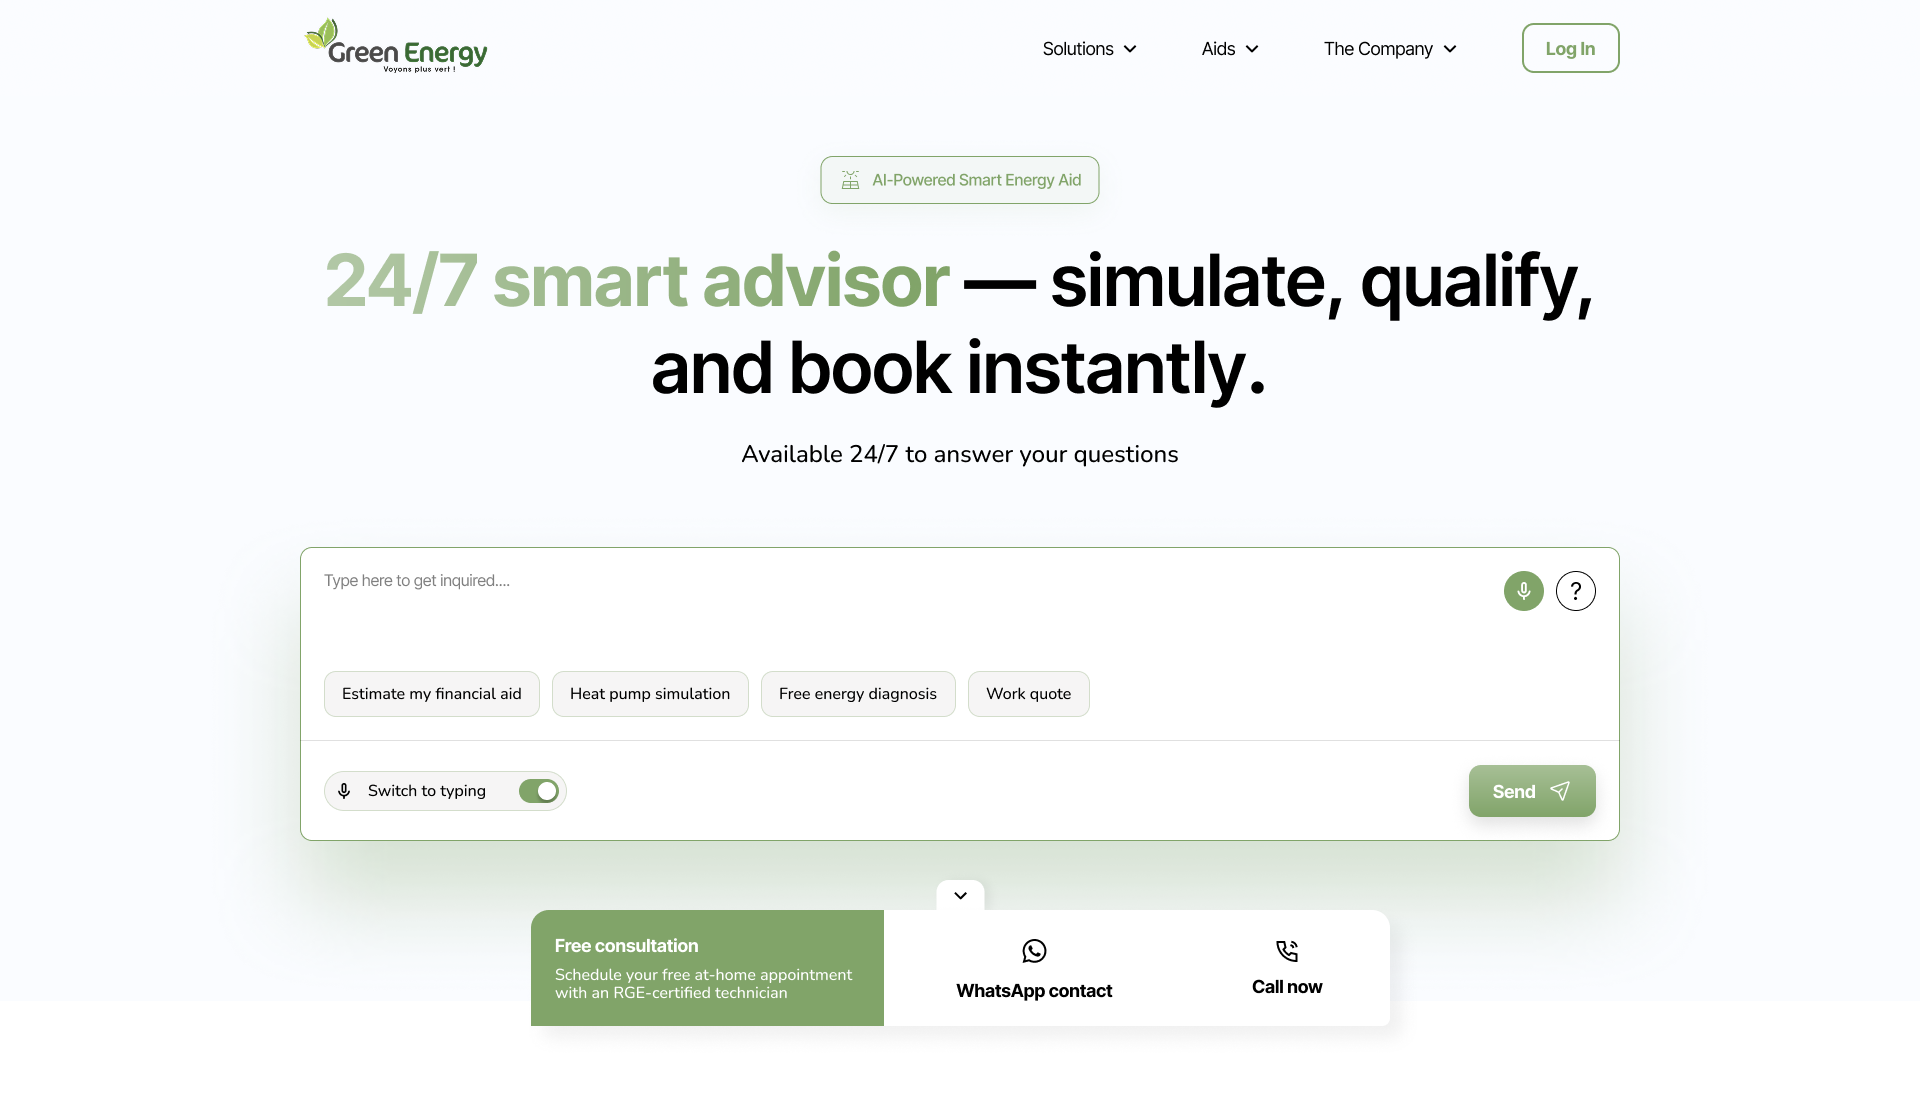 Green Energy
Voyons plus vert !
Solutions
Aids
The Company
Log In
AI-Powered Smart Energy Aid
24/7 smart advisor — simulate, qualify,
and book instantly.
Available 24/7 to answer your questions
Type here to get inquired....
?
Estimate my financial aid
Heat pump simulation
Free energy diagnosis
Work quote
Switch to typing
Send
Free consultation
Schedule your free at-home appointment
with an RGE-certified technician
WhatsApp contact
Call now